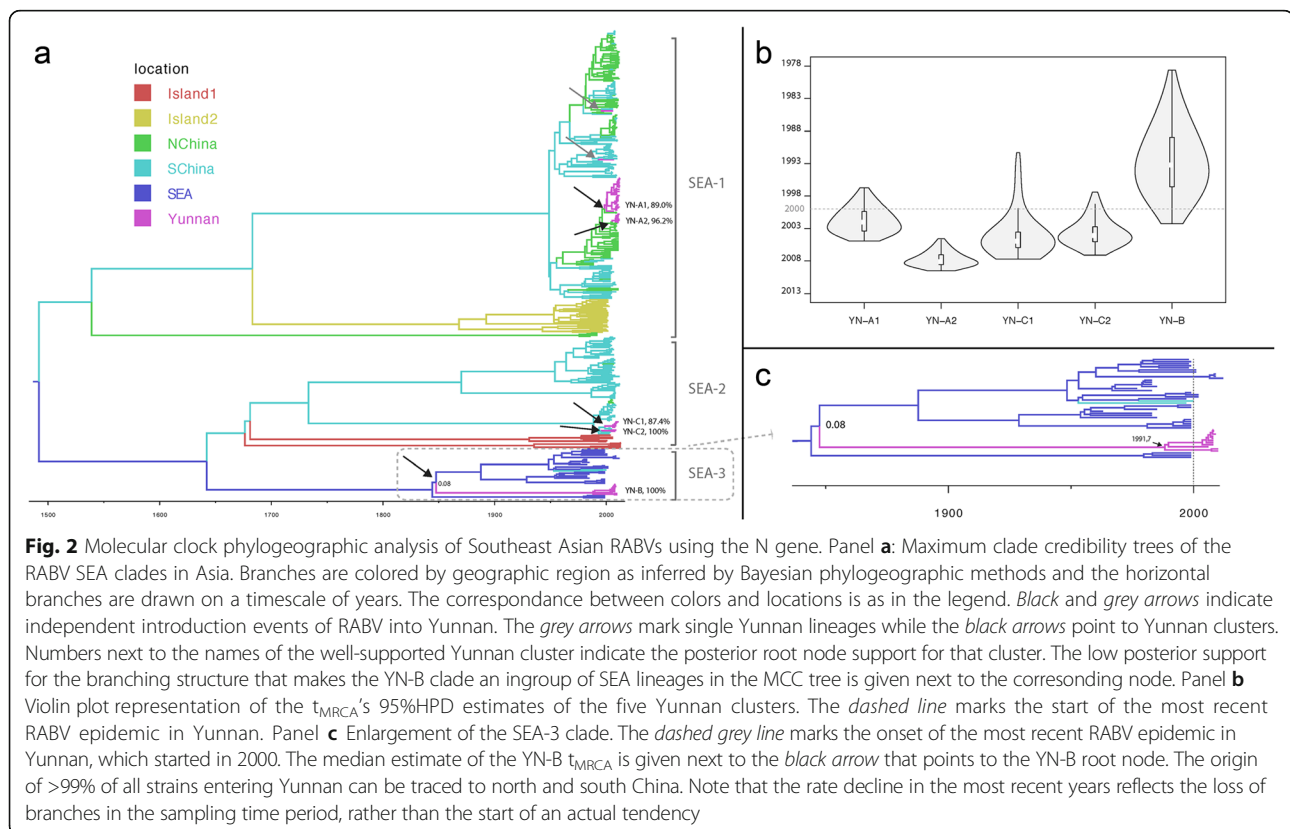 a
location
Island1
Island2
NChina
SChina
SEA
Yunnan
SEA-1
YN-A1, 89.0%
YN-A2, 96.2%
SEA-2
YN-C1, 87.4%
YN-C2, 100%
SEA-3
0.08
YN-B, 100%
1500 1600 1700 1800 1900 2000
b
1978
1983
1988
1993
1998
2000
2003
2008
2013
YN-A1 YN-A2 YN-C1 YN-C2 YN-B
c
0.08
1991,7
1900 2000
Fig. 2 Molecular clock phylogeographic analysis of Southeast Asian RABVs using the N gene. Panel a: Maximum clade credibility trees of the
RABV SEA clades in Asia. Branches are colored by geographic region as inferred by Bayesian phylogeographic methods and the horizontal
branches are drawn on a timescale of years. The correspondance between colors and locations is as in the legend. Black and grey arrows indicate
independent introduction events of RABV into Yunnan. The grey arrows mark single Yunnan lineages while the black arrows point to Yunnan clusters.
Numbers next to the names of the well-supported Yunnan cluster indicate the posterior root node support for that cluster. The low posterior support
for the branching structure that makes the YN-B clade an ingroup of SEA lineages in the MCC tree is given next to the corresonding node. Panel b
Violin plot representation of the tMRCA's 95%HPD estimates of the five Yunnan clusters. The dashed line marks the start of the most recent
RABV epidemic in Yunnan. Panel c Enlargement of the SEA-3 clade. The dashed grey line marks the onset of the most recent RABV epidemic in
Yunnan, which started in 2000. The median estimate of the YN-B tMRCA is given next to the black arrow that points to the YN-B root node. The origin
of >99% of all strains entering Yunnan can be traced to north and south China. Note that the rate decline in the most recent years reflects the loss of
branches in the sampling time period, rather than the start of an actual tendency